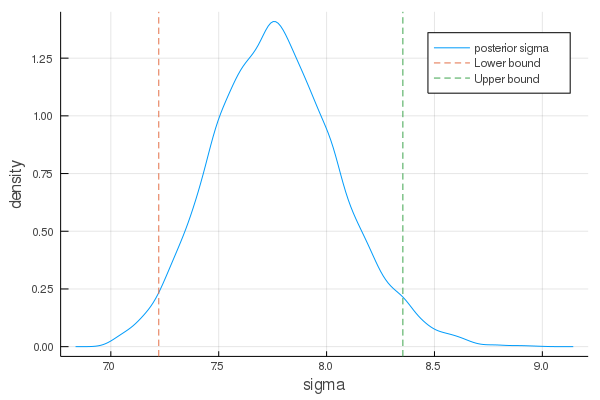 density
1.25
1.00
0.75
0.50
0.25
0.00
posterior sigma
Lower bound
Upper bound
7.0 7.5 8.0 8.5 9.0
sigma